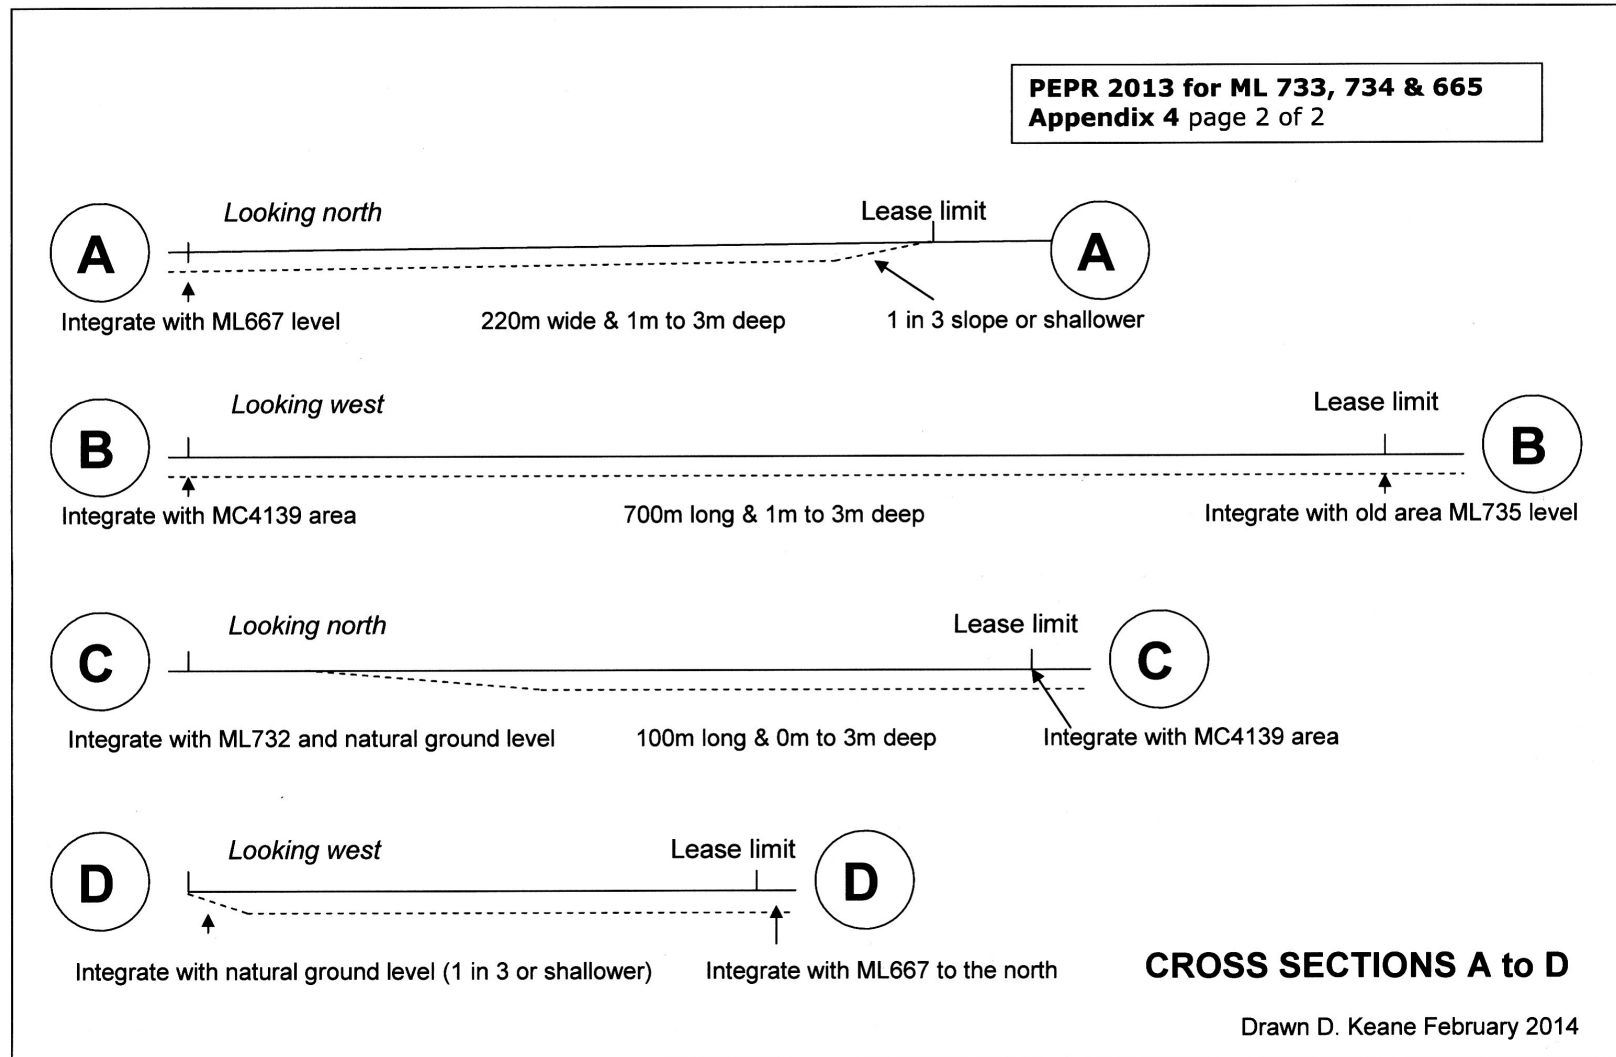 PEPR 2013 for ML 733, 734 & 665
Appendix 4 page 2 of 2
Looking north
Lease limit
A
A
Integrate with ML667 level
220m wide & 1m to 3m deep
1 in 3 slope or shallower
Looking west
Lease limit
B
B
Integrate with MC4139 area
700m long & 1m to 3m deep
Integrate with old area ML735 level
Looking north
Lease limit
C
C
Integrate with ML732 and natural ground level
100m long & 0m to 3m deep
Integrate with MC4139 area
Looking west
Lease limit
D
D
Integrate with natural ground level (1 in 3 or shallower)
Integrate with ML667 to the north
CROSS SECTIONS A to D
Drawn D. Keane February 2014